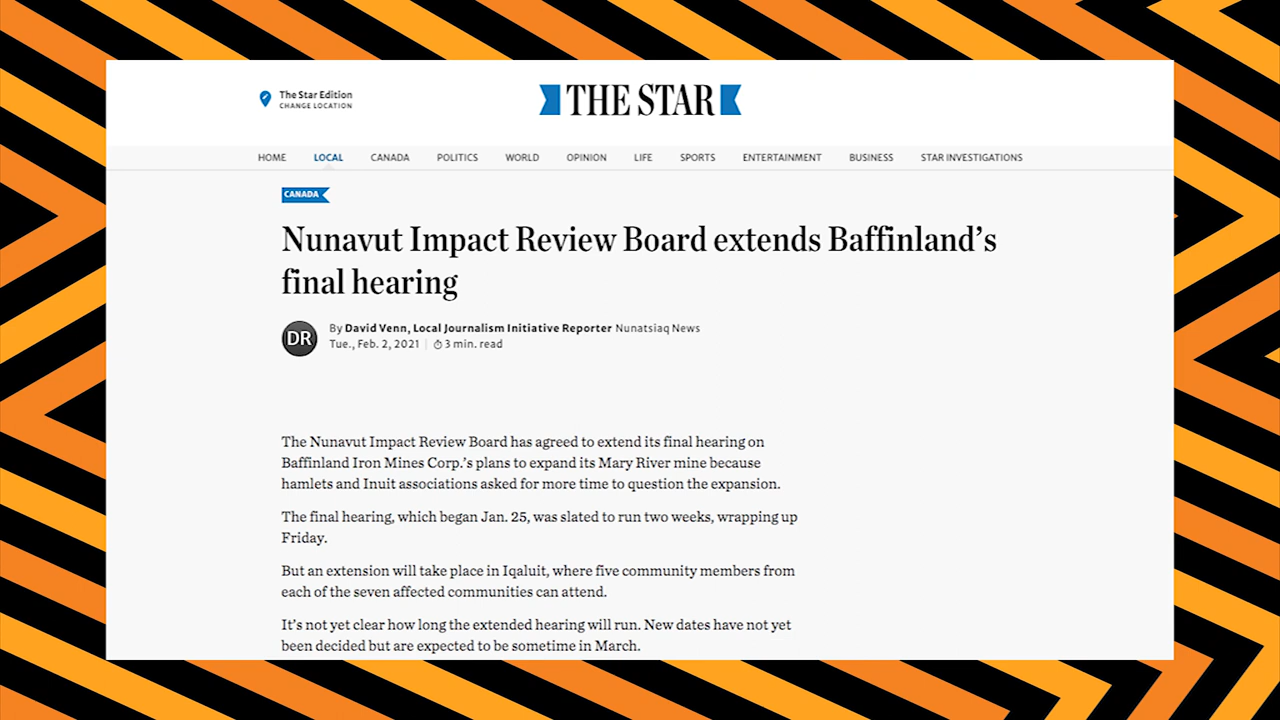 The Star Edition
CHANGE LOCATION
THE STAR
HOME LOCAL CANADA POLITICS WORLD OPINION LIFE SPORTS ENTERTAINMENT BUSINESS STAR INVESTIGATIONS
CANADA
Nunavut Impact Review Board extends Baffinland’s
final hearing
DR
By David Venn, Local Journalism Initiative Reporter Nunatsiaq News
Tue., Feb. 2, 2021 | 3 min. read
The Nunavut Impact Review Board has agreed to extend its final hearing on
Baffinland Iron Mines Corp.’s plans to expand its Mary River mine because
hamlets and Inuit associations asked for more time to question the expansion.
The final hearing, which began Jan. 25, was slated to run two weeks, wrapping up
Friday.
But an extension will take place in Iqaluit, where five community members from
each of the seven affected communities can attend.
It’s not yet clear how long the extended hearing will run. New dates have not yet
been decided but are expected to be sometime in March.